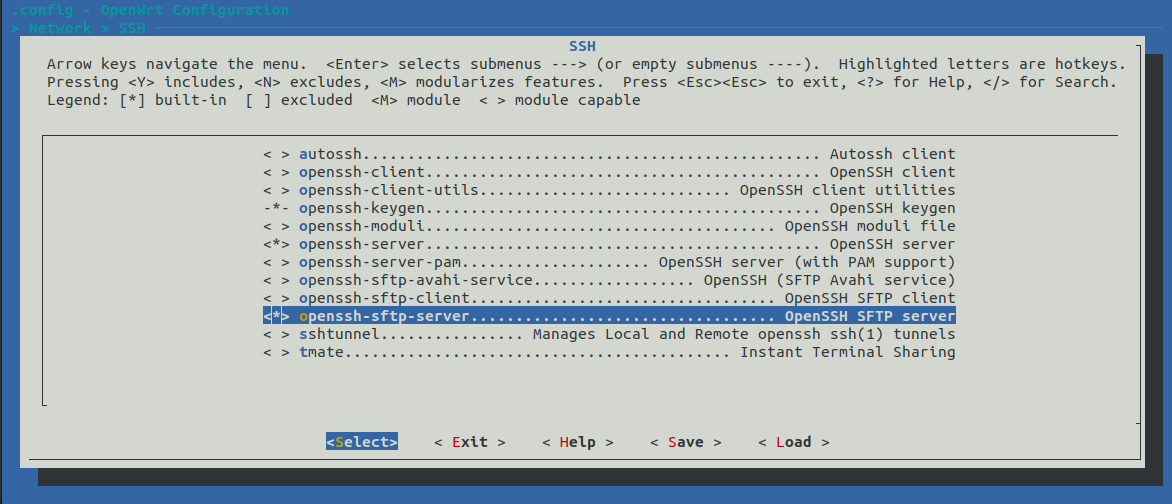 .config - OpenWrt Configuration
> Network > SSH
SSH
Arrow keys navigate the menu.  <Enter> selects submenus ---> (or empty submenus ----).  Highlighted letters are hotkeys.
Pressing <Y> includes, <N> excludes, <M> modularizes features.  Press <Esc><Esc> to exit, <?> for Help, </> for Search.
Legend: [*] built-in  [ ] excluded  <M> module  < > module capable
< > autossh................................................... Autossh client
< > openssh-client............................................ OpenSSH client
< > openssh-client-utils............................ OpenSSH client utilities
-*- openssh-keygen............................................ OpenSSH keygen
< > openssh-moduli....................................... OpenSSH moduli file
<*> openssh-server............................................ OpenSSH server
< > openssh-server-pam..................... OpenSSH server (with PAM support)
< > openssh-sftp-avahi-service.................. OpenSSH (SFTP Avahi service)
< > openssh-sftp-client.................................. OpenSSH SFTP client
<*> openssh-sftp-server.................................. OpenSSH SFTP server
< > sshtunnel................ Manages Local and Remote openssh ssh(1) tunnels
< > tmate........................................... Instant Terminal Sharing
<Select>    < Exit >    < Help >    < Save >    < Load >